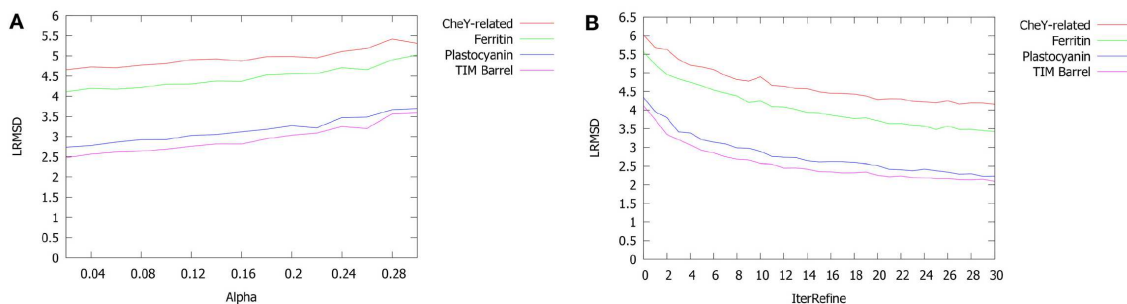 A
CheY-related
Ferritin
Plastocyanin
TIM Barrel
6
5.5
5
4.5
4
3.5
3
2.5
2
1.5
1
0.5
0
LRMSD
0.04 0.08 0.12 0.16 0.2 0.24 0.28
Alpha
B
CheY-related
Ferritin
Plastocyanin
TIM Barrel
6.5
6
5.5
5
4.5
4
3.5
3
2.5
2
1.5
1
0.5
0
LRMSD
0 2 4 6 8 10 12 14 16 18 20 22 24 26 28 30
IterRefine